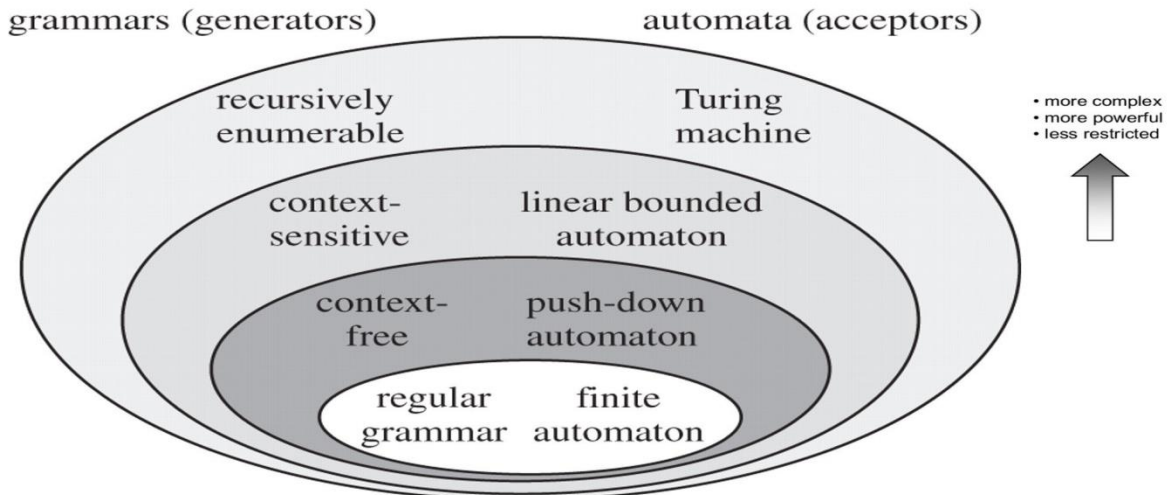 grammars (generators)
automata (acceptors)
recursively
enumerable
Turing
machine
• more complex
• more powerful
• less restricted
context-
sensitive
linear bounded
automaton
context-
free
push-down
automaton
regular
grammar
finite
automaton